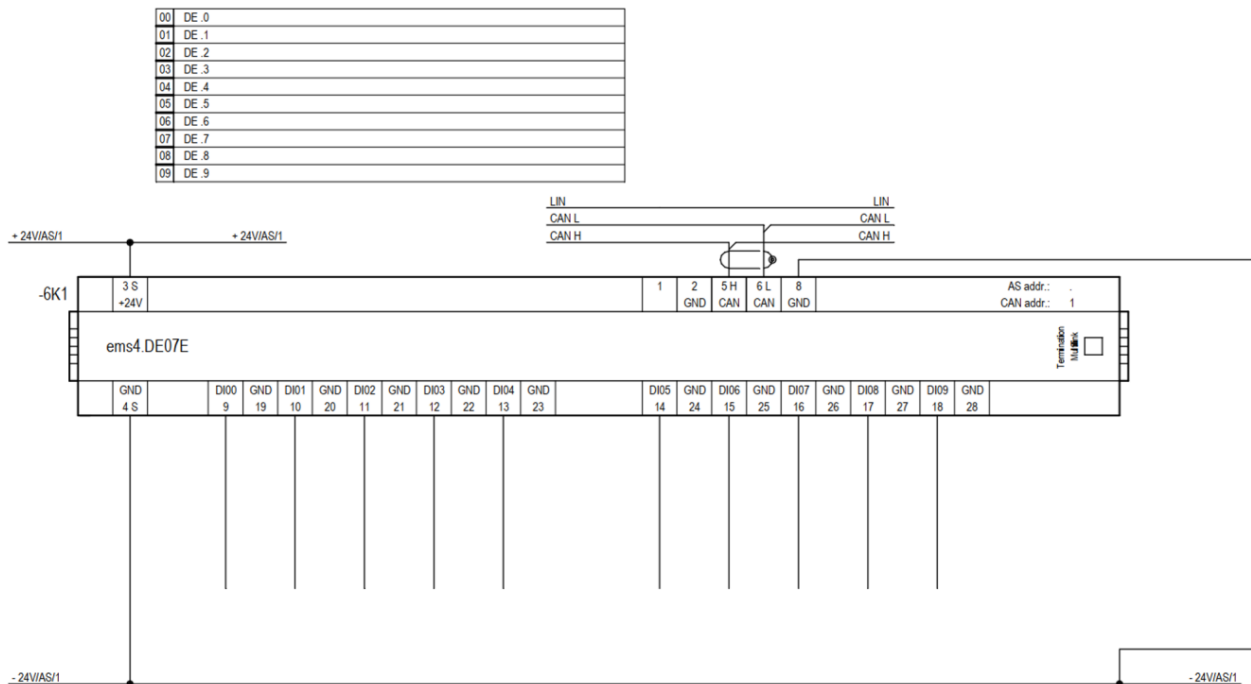 00 DE .0
01 DE .1
02 DE .2
03 DE .3
04 DE .4
05 DE .5
06 DE .6
07 DE .7
08 DE .8
09 DE .9
LIN LIN
CAN L CAN L
+ 24V/AS/1 + 24V/AS/1 CAN H CAN H
-6K1 3 S 1 2 5 H 6 L 8 AS addr.: .
+24V GND CAN CAN GND CAN addr.: 1
ems4.DE07E
Termination
Multilink
GND DI00 GND DI01 GND DI02 GND DI03 GND DI04 GND DI05 GND DI06 GND DI07 GND DI08 GND DI09 GND
4 S 9 19 10 20 11 21 12 22 13 23 14 24 15 25 16 26 17 27 18 28
- 24V/AS/1 - 24V/AS/1